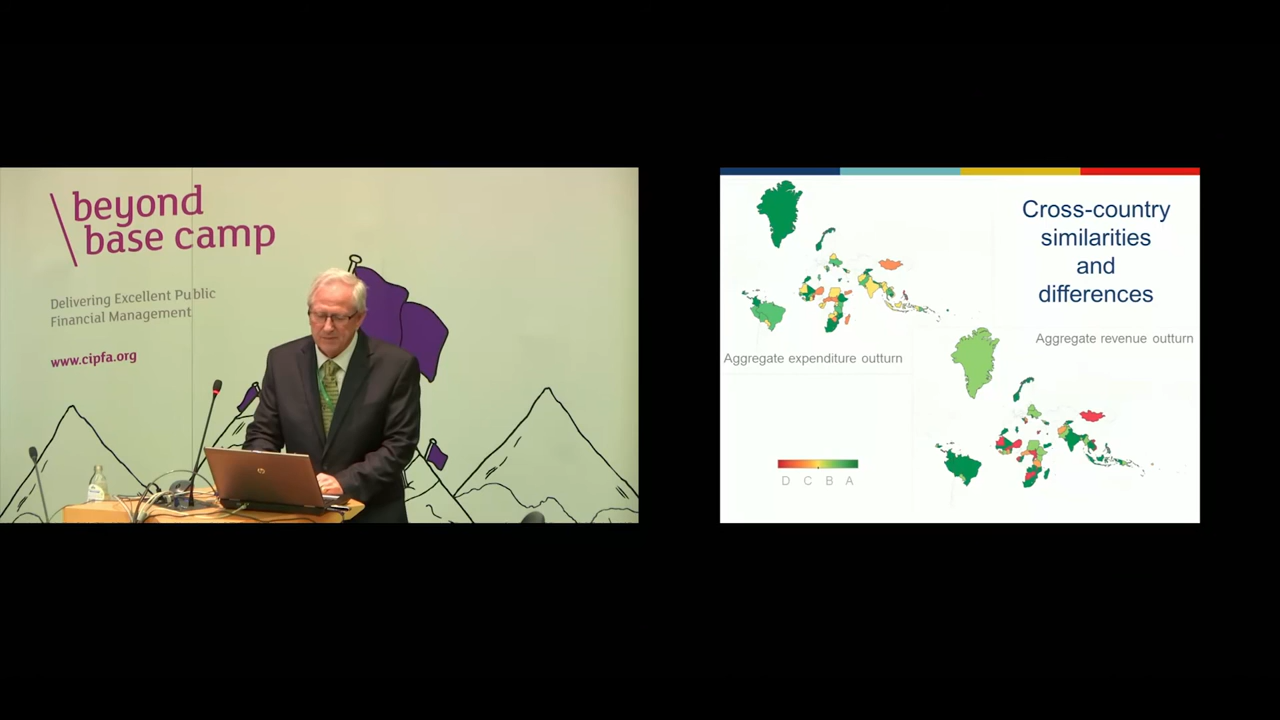 beyond
base camp
Delivering Excellent Public
Financial Management
www.cipfa.org
Cross-country
similarities
and
differences
Aggregate expenditure outturn
Aggregate revenue outturn
D C B A